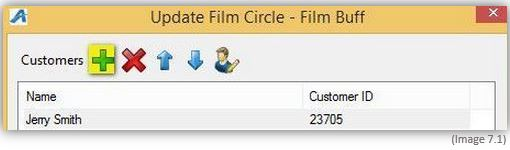 Update Film Circle - Film Buff
Customers
Name Customer ID
Jerry Smith 23705
(Image 7.1)